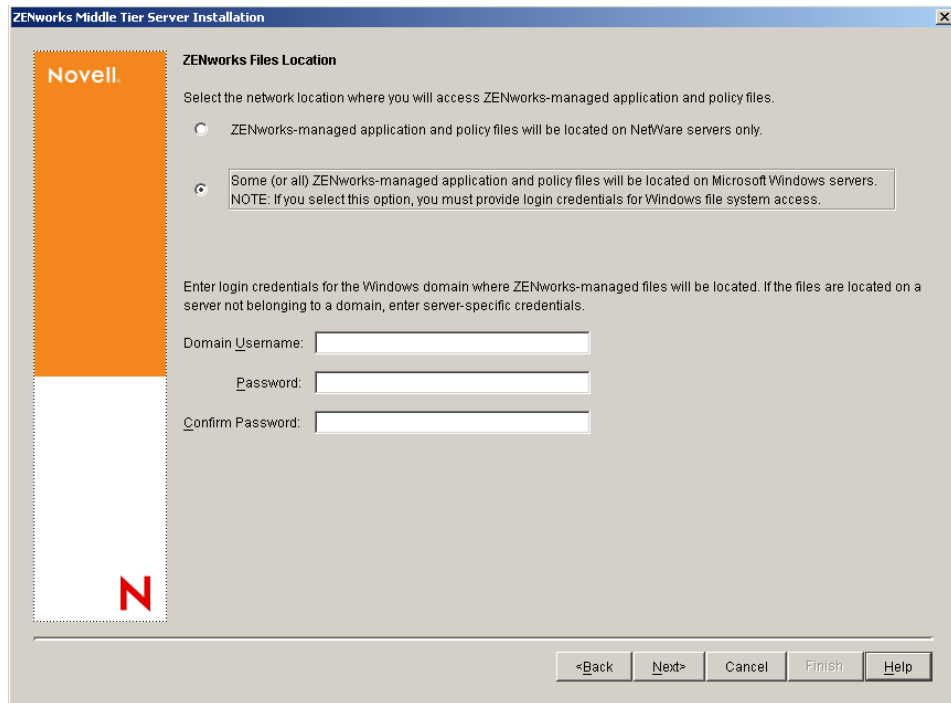 ZENworks Middle Tier Server Installation
Novell.
ZENworks Files Location
Select the network location where you will access ZENworks-managed application and policy files.
ZENworks-managed application and policy files will be located on NetWare servers only.
Some (or all) ZENworks-managed application and policy files will be located on Microsoft Windows servers.
NOTE: If you select this option, you must provide login credentials for Windows file system access.
Enter login credentials for the Windows domain where ZENworks-managed files will be located. If the files are located on a
server not belonging to a domain, enter server-specific credentials.
Domain Username:
Password:
Confirm Password:
N
<Back Next> Cancel Finish Help